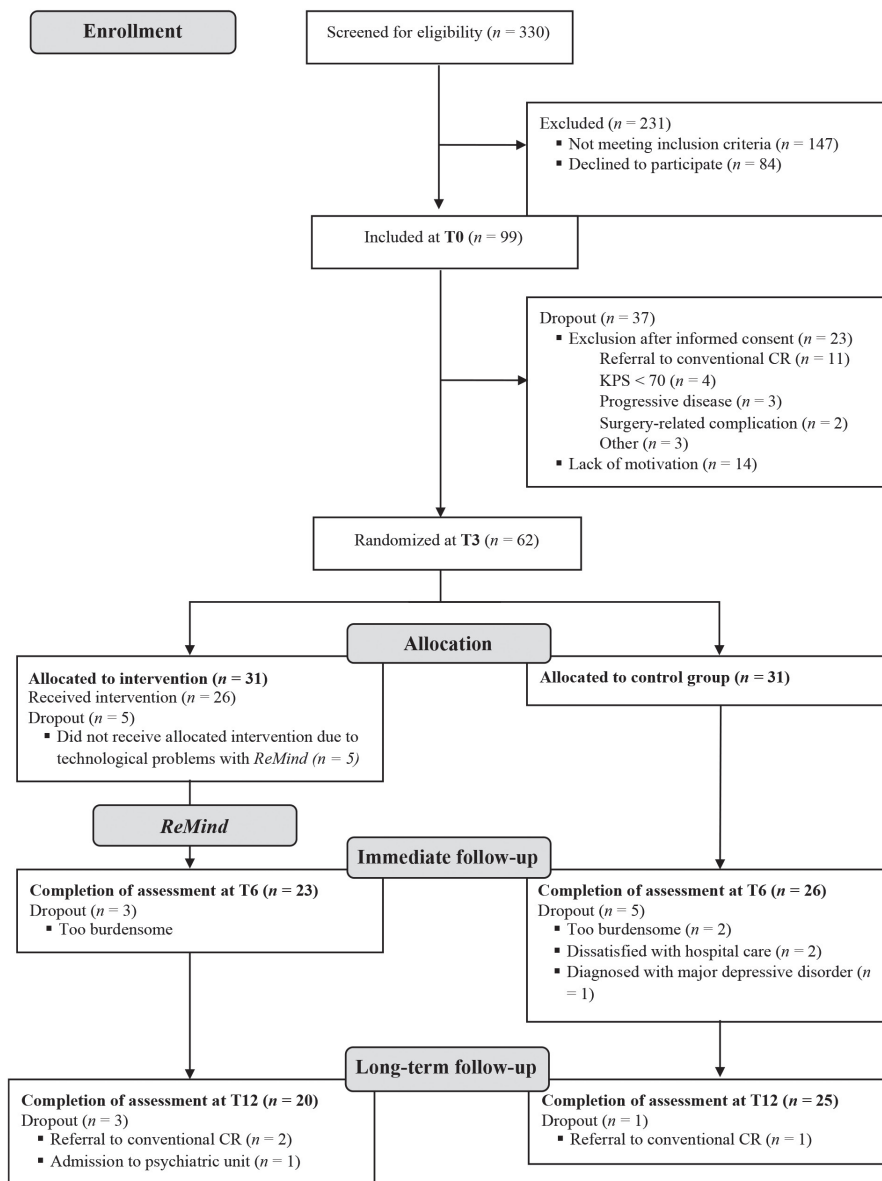 Enrollment
Screened for eligibility (n = 330)
Excluded (n = 231)
▪ Not meeting inclusion criteria (n = 147)
▪ Declined to participate (n = 84)
Included at T0 (n = 99)
Dropout (n = 37)
▪ Exclusion after informed consent (n = 23)
Referral to conventional CR (n = 11)
KPS < 70 (n = 4)
Progressive disease (n = 3)
Surgery-related complication (n = 2)
Other (n = 3)
▪ Lack of motivation (n = 14)
Randomized at T3 (n = 62)
Allocation
Allocated to intervention (n = 31)
Received intervention (n = 26)
Dropout (n = 5)
▪ Did not receive allocated intervention due to
technological problems with ReMind (n = 5)
Allocated to control group (n = 31)
ReMind
Immediate follow-up
Completion of assessment at T6 (n = 23)
Dropout (n = 3)
▪ Too burdensome
Completion of assessment at T6 (n = 26)
Dropout (n = 5)
▪ Too burdensome (n = 2)
▪ Dissatisfied with hospital care (n = 2)
▪ Diagnosed with major depressive disorder (n
= 1)
Long-term follow-up
Completion of assessment at T12 (n = 20)
Dropout (n = 3)
▪ Referral to conventional CR (n = 2)
▪ Admission to psychiatric unit (n = 1)
Completion of assessment at T12 (n = 25)
Dropout (n = 1)
▪ Referral to conventional CR (n = 1)